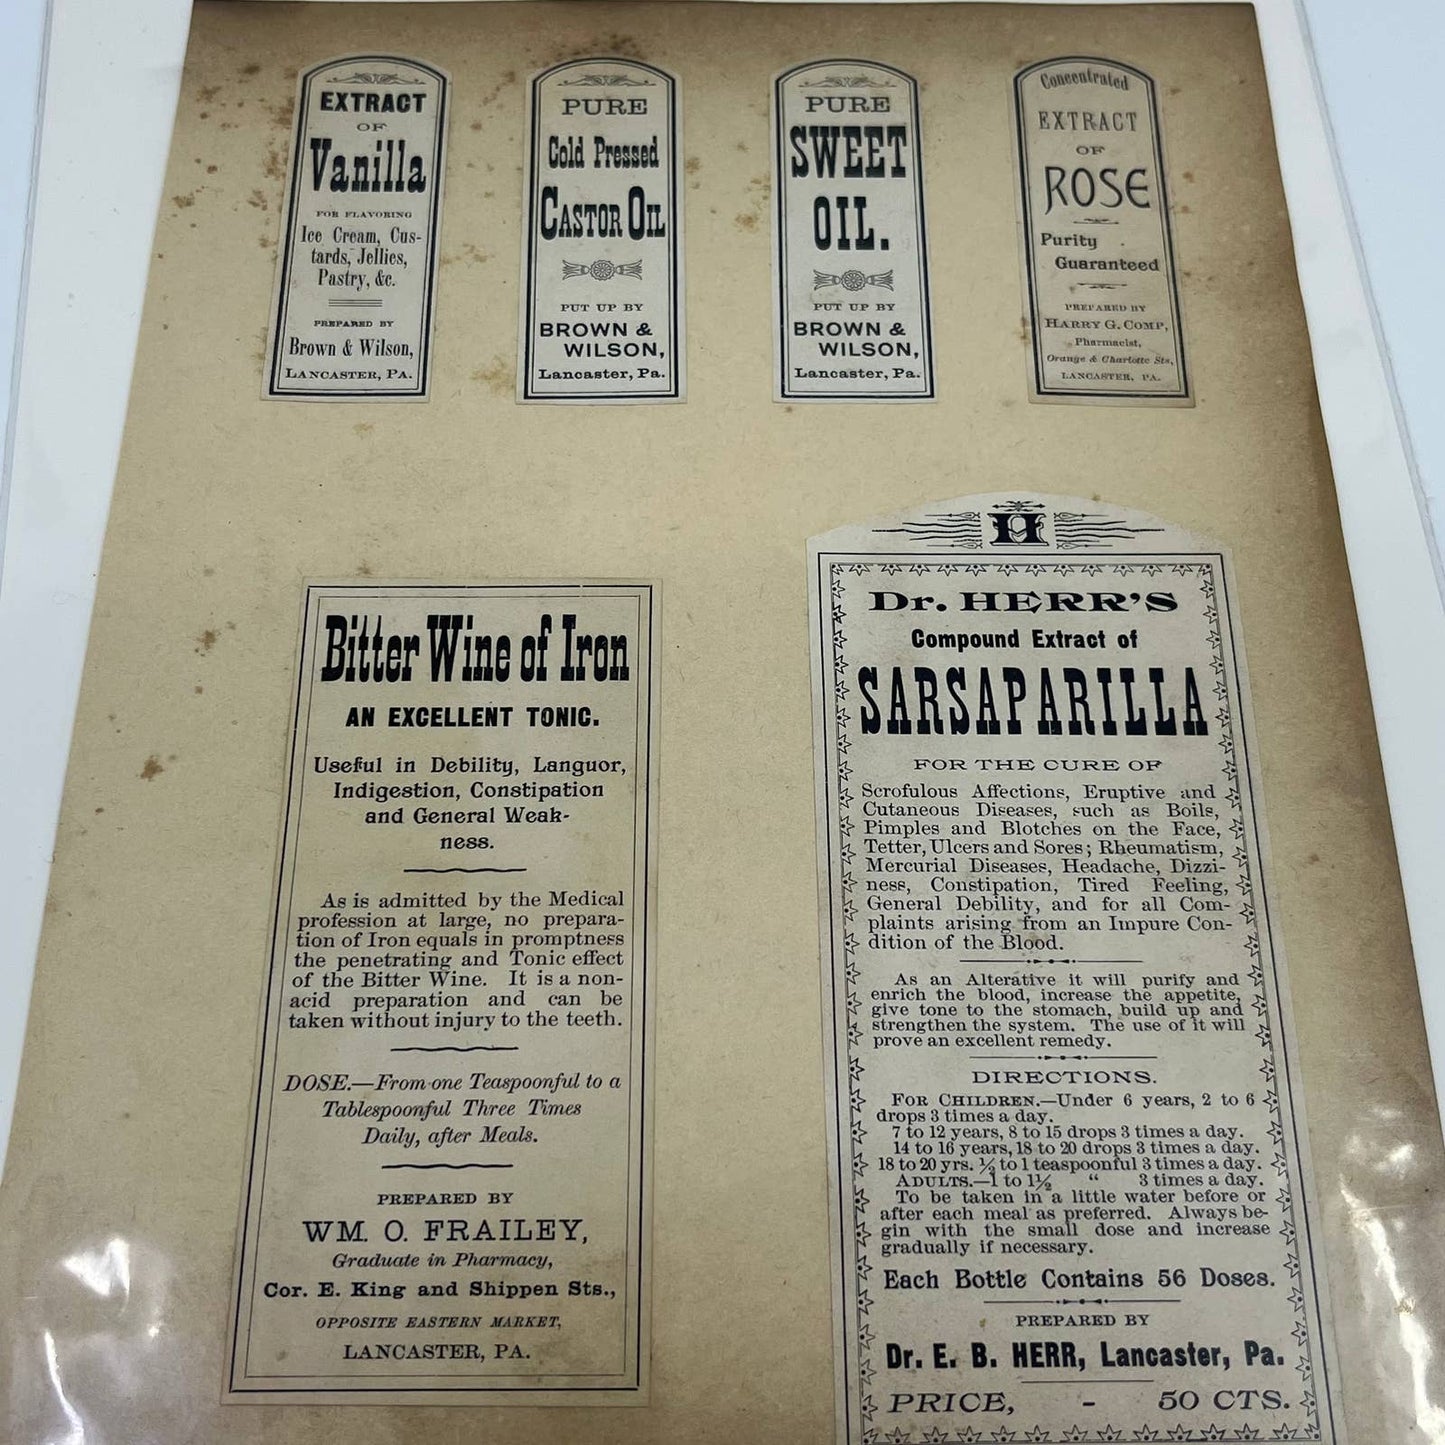 EXTRACT
OF
Vanilla
FOR FLAVORING
Ice Cream, Cus-
tards, Jellies,
Pastry, &c.
PREPARED BY
Brown & Wilson,
LANCASTER, PA.
PURE
Cold Pressed
CASTOR OIL
PUT UP BY
BROWN &
WILSON,
Lancaster, Pa.
PURE
SWEET
OIL.
PUT UP BY
BROWN &
WILSON,
Lancaster, Pa.
Concentrated
EXTRACT
OF
ROSE
Purity
Guaranteed
PREPARED BY
HARRY G. COMP,
Pharmacist,
Orange & Charlotte Sts,
LANCASTER, PA.
Bitter Wine of Iron
AN EXCELLENT TONIC.
Useful in Debility, Languor,
Indigestion, Constipation
and General Weak-
ness.
As is admitted by the Medical
profession at large, no prepara-
tion of Iron equals in promptness
the penetrating and Tonic effect
of the Bitter Wine. It is a non-
acid preparation and can be
taken without injury to the teeth.
DOSE.—From one Teaspoonful to a
Tablespoonful Three Times
Daily, after Meals.
PREPARED BY
WM. O. FRAILEY,
Graduate in Pharmacy,
Cor. E. King and Shippen Sts.,
OPPOSITE EASTERN MARKET,
LANCASTER, PA.
H
Dr. HERR'S
Compound Extract of
SARSAPARILLA
FOR THE CURE OF
Scrofulous Affections, Eruptive and
Cutaneous Diseases, such as Boils,
Pimples and Blotches on the Face,
Tetter, Ulcers and Sores; Rheumatism,
Mercurial Diseases, Headache, Dizzi-
ness, Constipation, Tired Feeling,
General Debility, and for all Com-
plaints arising from an Impure Con-
dition of the Blood.
As an Alterative it will purify and
enrich the blood, increase the appetite,
give tone to the stomach, build up and
strengthen the system. The use of it will
prove an excellent remedy.
DIRECTIONS.
FOR CHILDREN.—Under 6 years, 2 to 6
drops 3 times a day.
7 to 12 years, 8 to 15 drops 3 times a day.
14 to 16 years, 18 to 20 drops 3 times a day.
18 to 20 yrs. ½ to 1 teaspoonful 3 times a day.
ADULTS.—1 to 1½ " 3 times a day.
To be taken in a little water before or
after each meal as preferred. Always be-
gin with the small dose and increase
gradually if necessary.
Each Bottle Contains 56 Doses.
PREPARED BY
Dr. E. B. HERR, Lancaster, Pa.
PRICE, - 50 CTS.